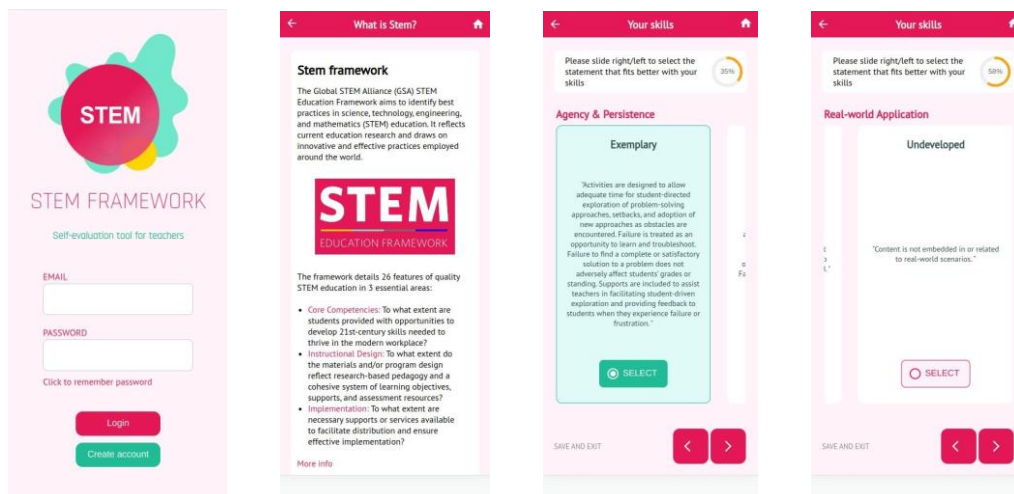 STEM
STEM FRAMEWORK
Self-evaluation tool for teachers
EMAIL
PASSWORD
Click to remember password
Login
Create account
What is Stem?
Stem framework
The Global STEM Alliance (GSA) STEM
Education Framework aims to identify best
practices in science, technology, engineering,
and mathematics (STEM) education. It reflects
current education research and draws on
innovative and effective practices employed
around the world.
STEM
EDUCATION FRAMEWORK
The framework details 26 features of quality
STEM education in 3 essential areas:
• Core Competencies: To what extent are
students provided with opportunities to
develop 21st-century skills needed to
thrive in the modern workplace?
• Instructional Design: To what extent do
the materials and/or program design
reflect research-based pedagogy and a
cohesive system of learning objectives,
supports, and assessment resources?
• Implementation: To what extent are
necessary supports or services available
to facilitate distribution and ensure
effective implementation?
More info
Your skills
Please slide right/left to select the
statement that fits better with your
skills
35%
Agency & Persistence
Exemplary
"Activities are designed to allow
adequate time for student-directed
exploration of problem-solving
approaches, setbacks, and adoption of
new approaches as obstacles are
encountered. Failure is treated as an
opportunity to learn and troubleshoot.
Failure to find a complete or satisfactory
solution to a problem does not
adversely affect students' grades or
standing. Supports are included to assist
teachers in facilitating student-driven
exploration and providing feedback to
students when they experience failure or
frustration."
SELECT
Fa
SAVE AND EXIT
Your skills
Please slide right/left to select the
statement that fits better with your
skills
58%
Real-world Application
Undeveloped
"Content is not embedded in or related
to real-world scenarios."
SELECT
SAVE AND EXIT